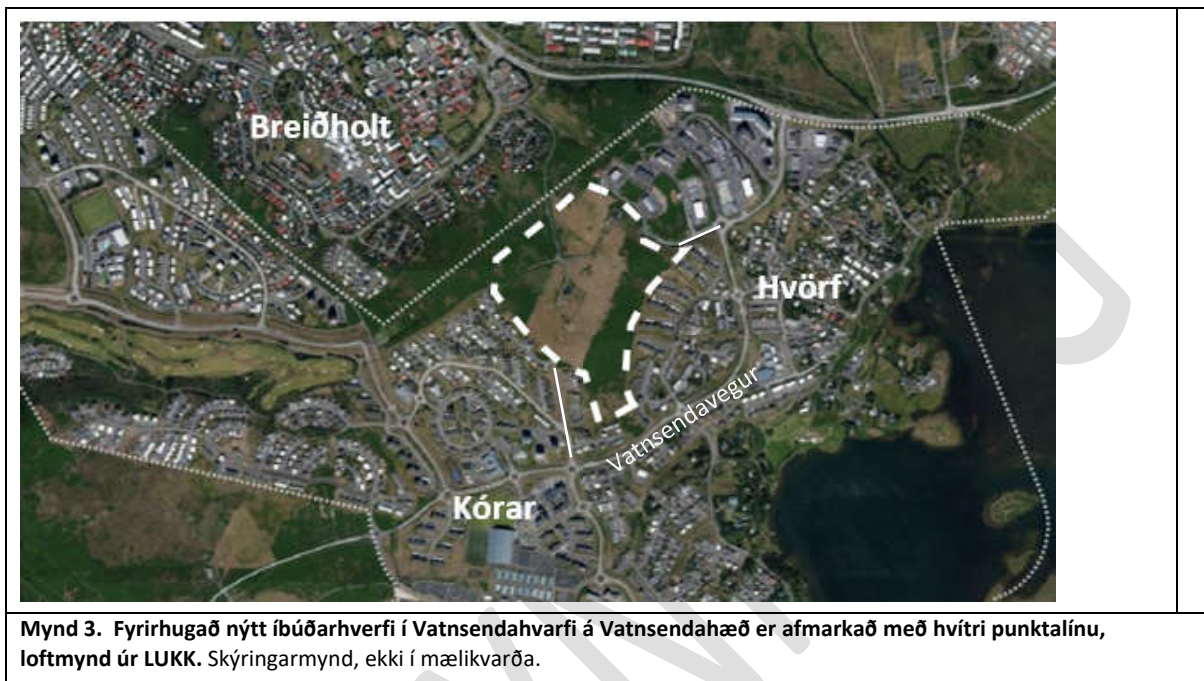 Breiðholt
Hvörf
Vatnsendavegur
Kórar
Mynd 3. Fyrirhugað nýtt íbúðarhverfi í Vatnsendahvarfi á Vatnsendahæð er afmarkað með hvítri punktalínu,
loftmynd úr LUKK. Skýringarmynd, ekki í mælikvarða.